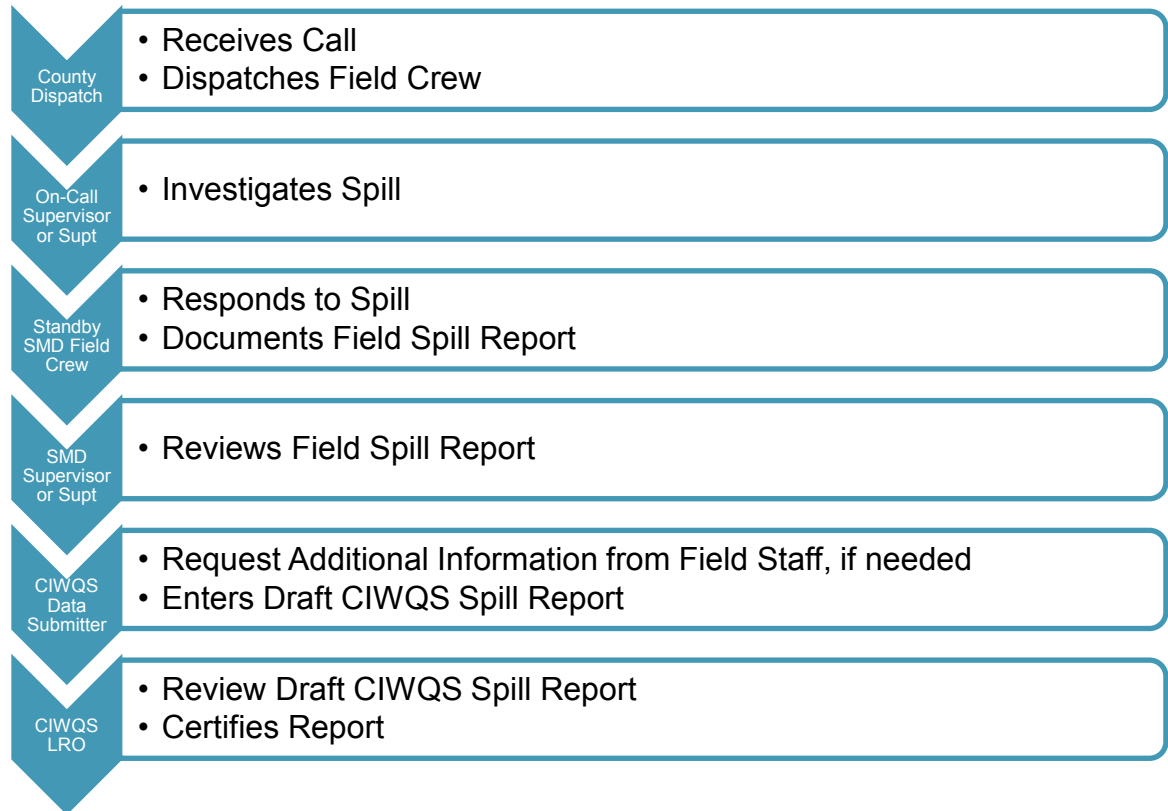 County
Dispatch
• Receives Call
• Dispatches Field Crew
On-Call
Supervisor
or Supt
• Investigates Spill
Standby
SMD Field
Crew
• Responds to Spill
• Documents Field Spill Report
SMD
Supervisor
or Supt
• Reviews Field Spill Report
CIWQS
Data
Submitter
• Request Additional Information from Field Staff, if needed
• Enters Draft CIWQS Spill Report
CIWQS
LRO
• Review Draft CIWQS Spill Report
• Certifies Report